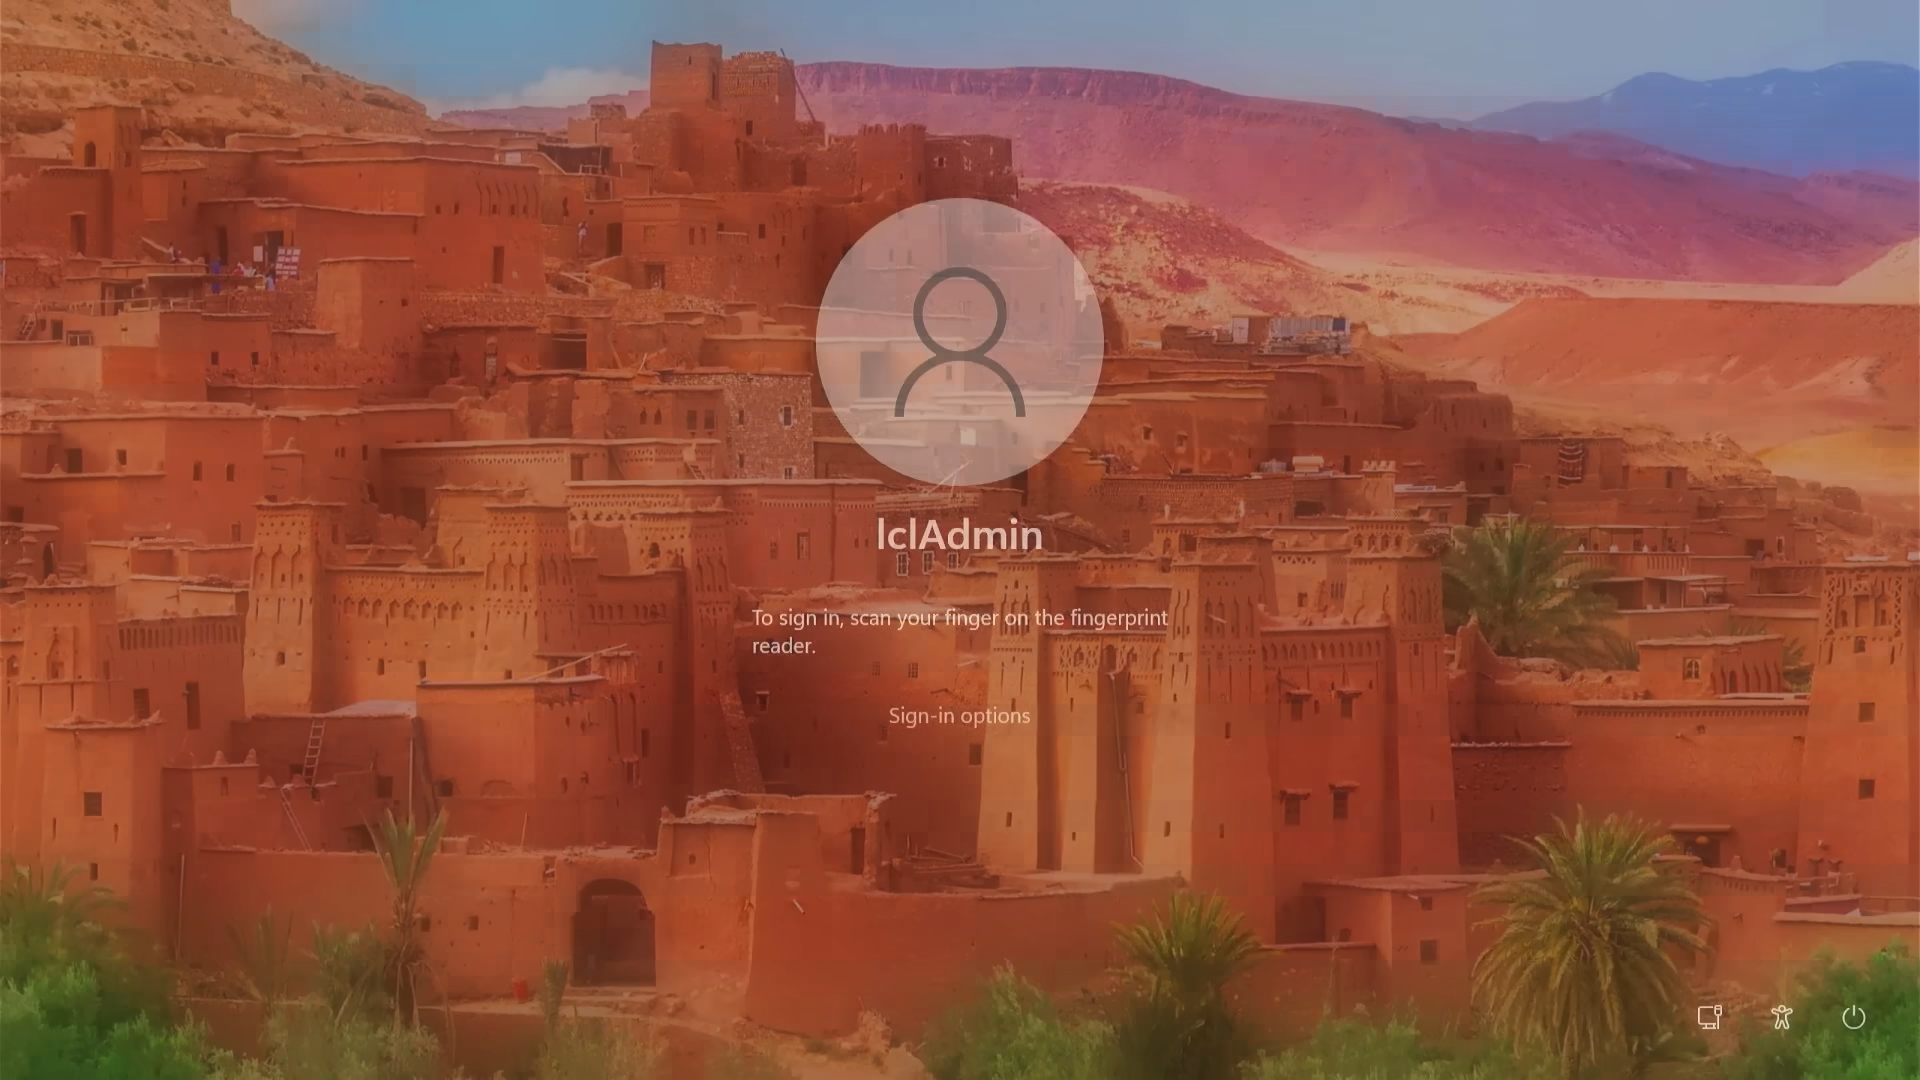 lclAdmin
To sign in, scan your finger on the fingerprint
reader.
Sign-in options